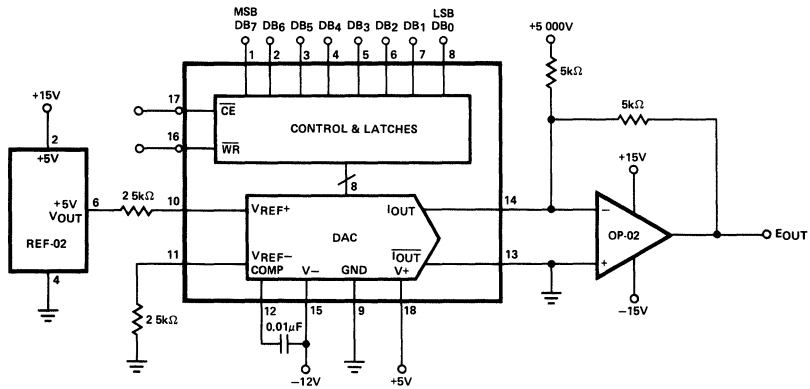 MSB LSB
DB7 DB6 DB5 DB4 DB3 DB2 DB1 DB0
1 2 3 4 5 6 7 8
+5 000V
5kΩ
5kΩ
17
CE
16
WR
CONTROL & LATCHES
8
+15V
2
+5V
+5V
VOUT
REF-02
4
6
2 5kΩ
10
VREF+
IOUT
14
DAC
11
VREF−
COMP
V−
GND
IOUT
V+
13
2 5kΩ
12
0.01µF
15
9
18
−12V
+5V
+15V
−
OP-02
+
−15V
EOUT